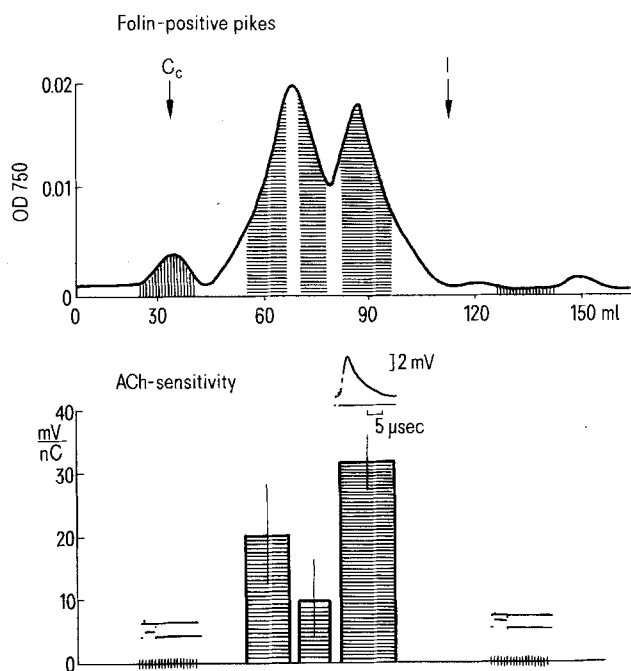 Folin-positive pikes
Cc
I
0.02
0.01
0
OD 750
0 30 60 90 120 150 ml
ACh-sensitivity
2 mV
5 μsec
mV
nC
40
30
20
10
0